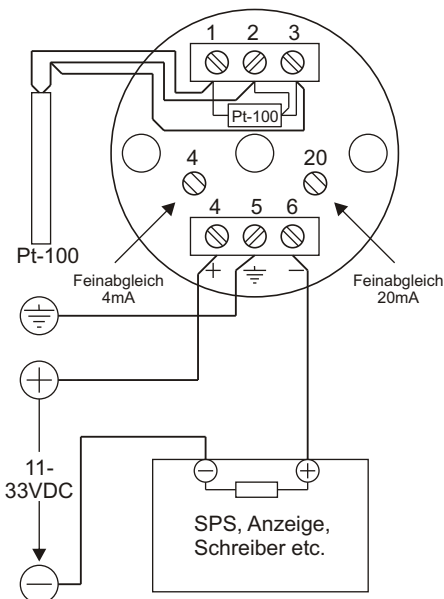 1 2 3
Pt-100
4 20
4 5 6
+ −
Pt-100
Feinabgleich
4mA
Feinabgleich
20mA
+
11-
33VDC
− +
SPS, Anzeige,
Schreiber etc.
−